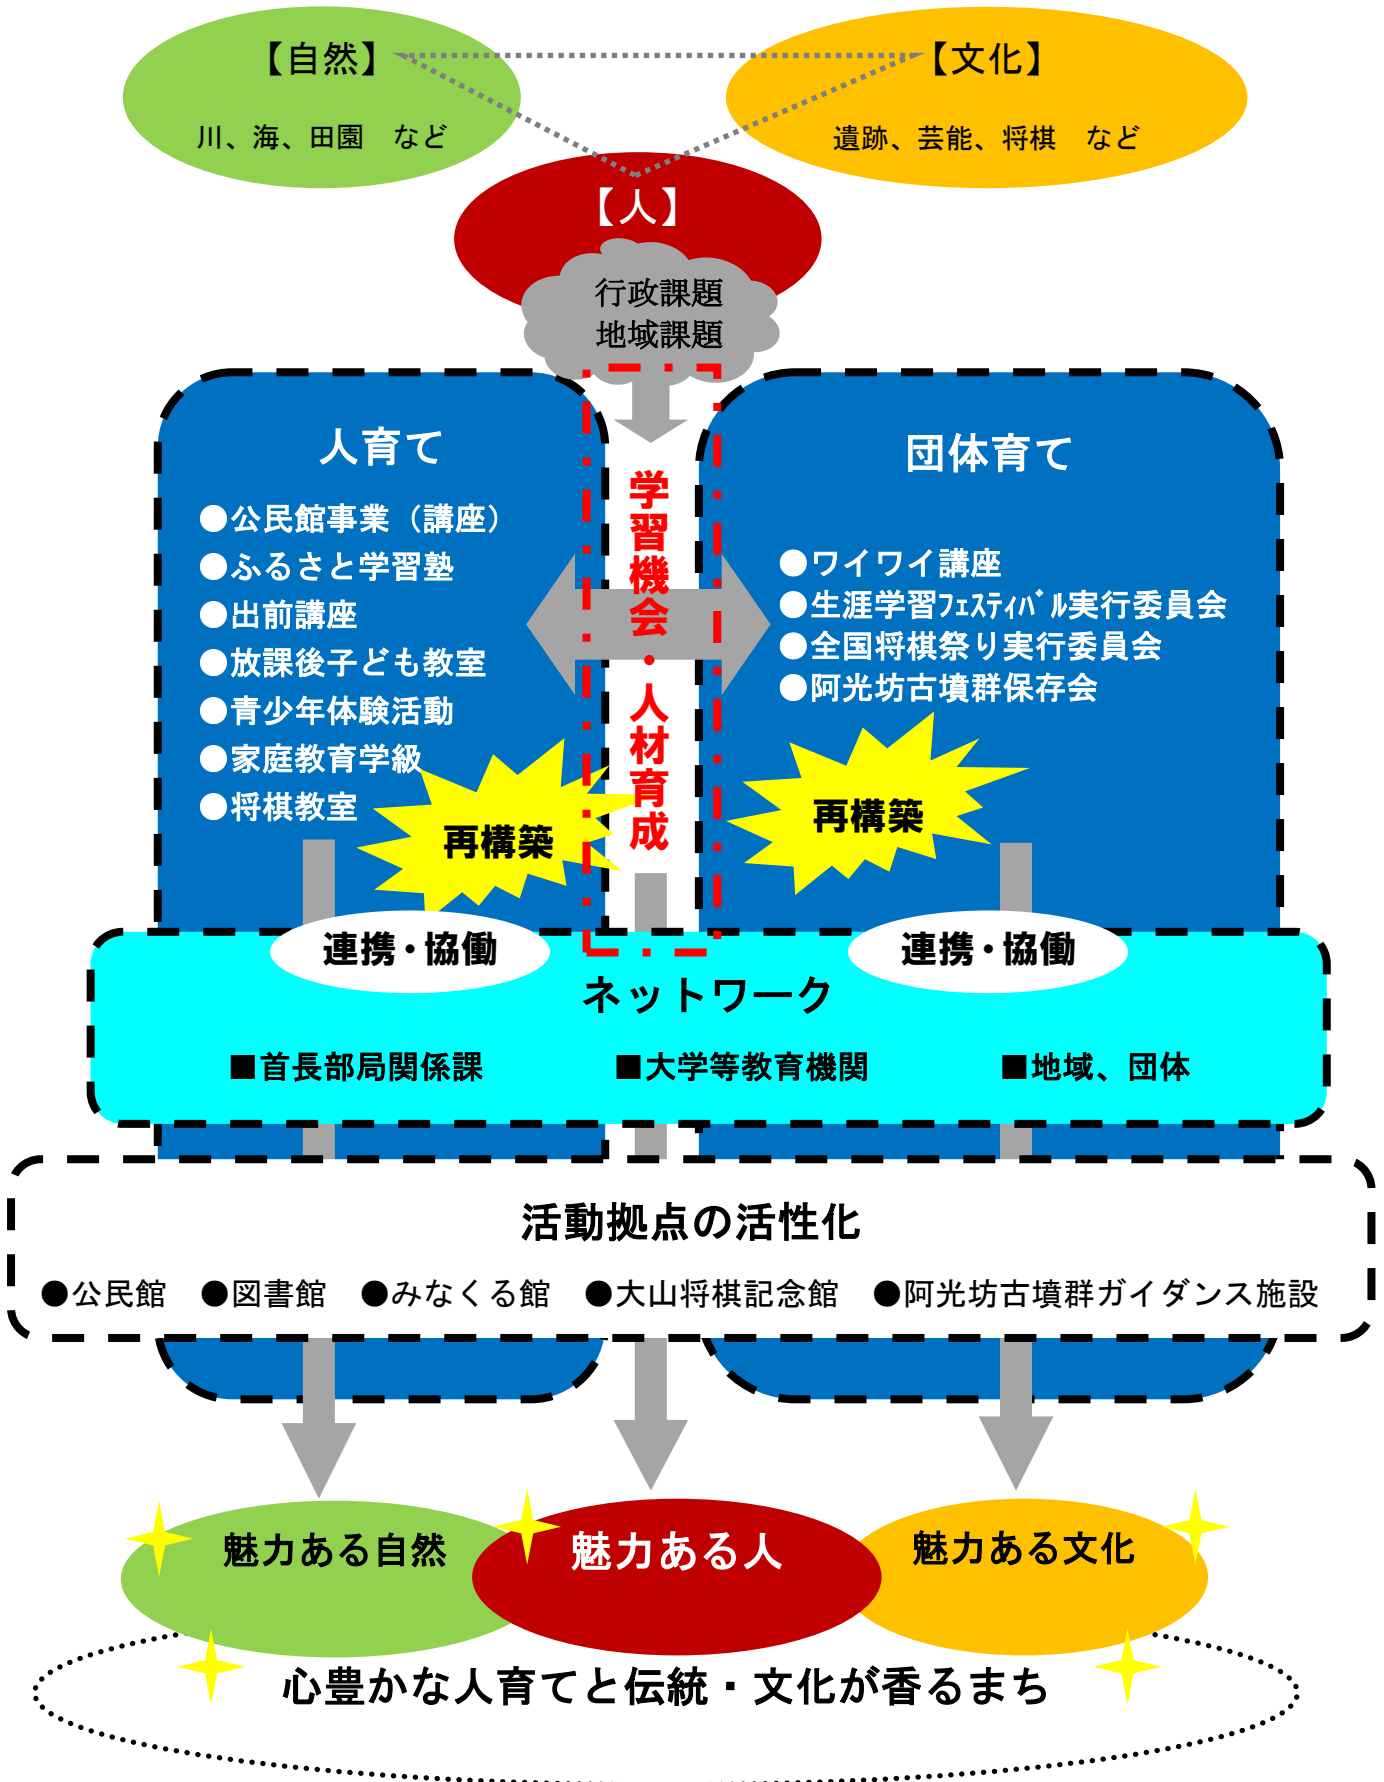 【自然】
川、海、田園　など
【文化】
遺跡、芸能、将棋　など
【人】
行政課題
地域課題
人育て
●公民館事業（講座）
●ふるさと学習塾
●出前講座
●放課後子ども教室
●青少年体験活動
●家庭教育学級
●将棋教室
再構築
学習機会・人材育成
団体育て
●ワイワイ講座
●生涯学習ﾌｪｽﾃｨﾊﾞﾙ実行委員会
●全国将棋祭り実行委員会
●阿光坊古墳群保存会
再構築
連携・協働
連携・協働
ネットワーク
■首長部局関係課　■大学等教育機関　■地域、団体
活動拠点の活性化
●公民館　●図書館　●みなくる館　●大山将棋記念館　●阿光坊古墳群ガイダンス施設
魅力ある自然
魅力ある人
魅力ある文化
心豊かな人育てと伝統・文化が香るまち